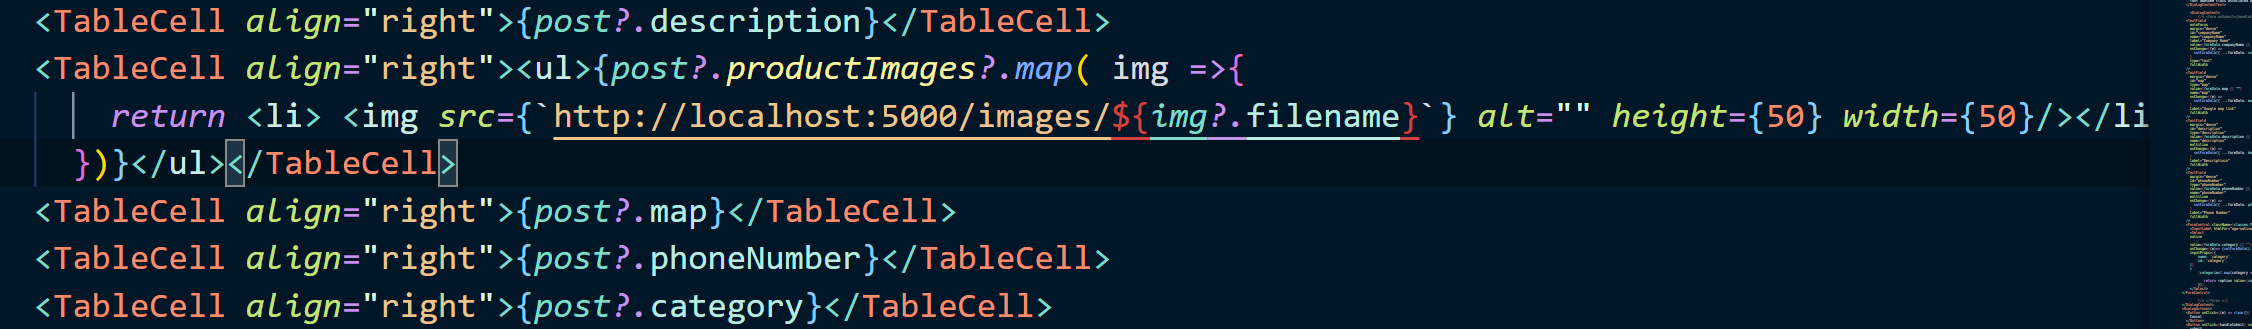 <TableCell align="right">{post?.description}</TableCell>
<TableCell align="right"><ul>{post?.productImages?.map( img =>{
return <li> <img src={`http://localhost:5000/images/${img?.filename}`} alt="" height={50} width={50}/></li
})}</ul></TableCell>
<TableCell align="right">{post?.map}</TableCell>
<TableCell align="right">{post?.phoneNumber}</TableCell>
<TableCell align="right">{post?.category}</TableCell>